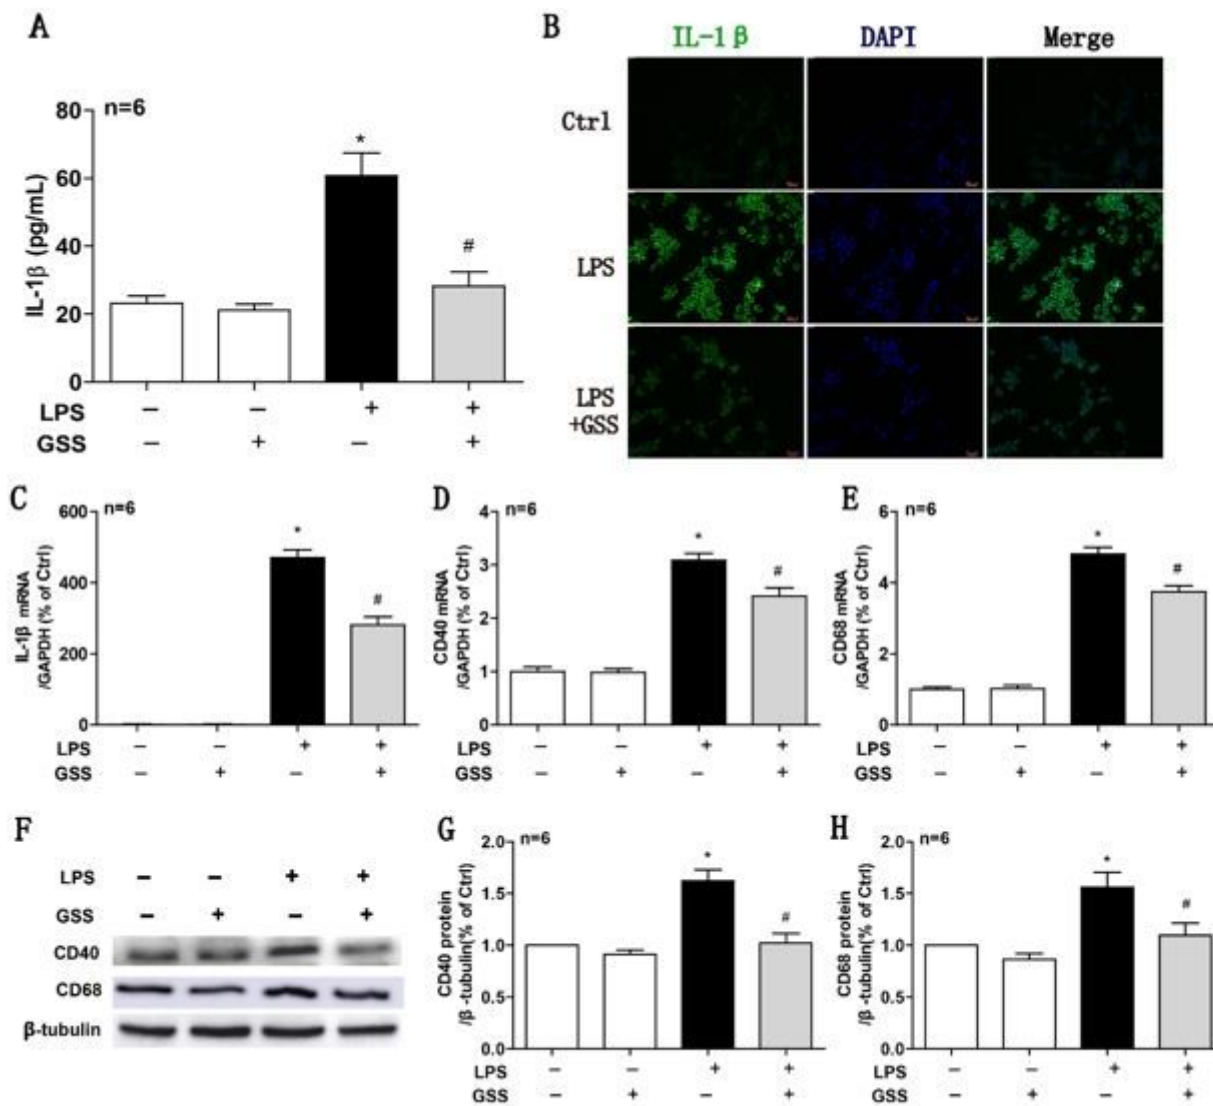 A
n=6
80
60
40
20
0
IL-1β (pg/mL)
*
#
LPS – – + +
GSS – + – +
B
IL-1β DAPI Merge
Ctrl
LPS
LPS
+GSS
C
n=6
600
400
200
0
IL-1β mRNA
/GAPDH (% of Ctrl)
*
#
LPS – – + +
GSS – + – +
D
n=6
4
3
2
1
0
CD40 mRNA
/GAPDH (% of Ctrl)
*
#
LPS – – + +
GSS – + – +
E
n=6
6
4
2
0
CD68 mRNA
/GAPDH (% of Ctrl)
*
#
LPS – – + +
GSS – + – +
F
LPS – – + +
GSS – + – +
CD40
CD68
β-tubulin
G
n=6
2.0
1.5
1.0
0.5
0.0
CD40 protein
/β -tubulin(% of Ctrl)
*
#
LPS – – + +
GSS – + – +
H
n=6
2.0
1.5
1.0
0.5
0.0
CD68 protein
/β -tubulin(% of Ctrl)
*
#
LPS – – + +
GSS – + – +